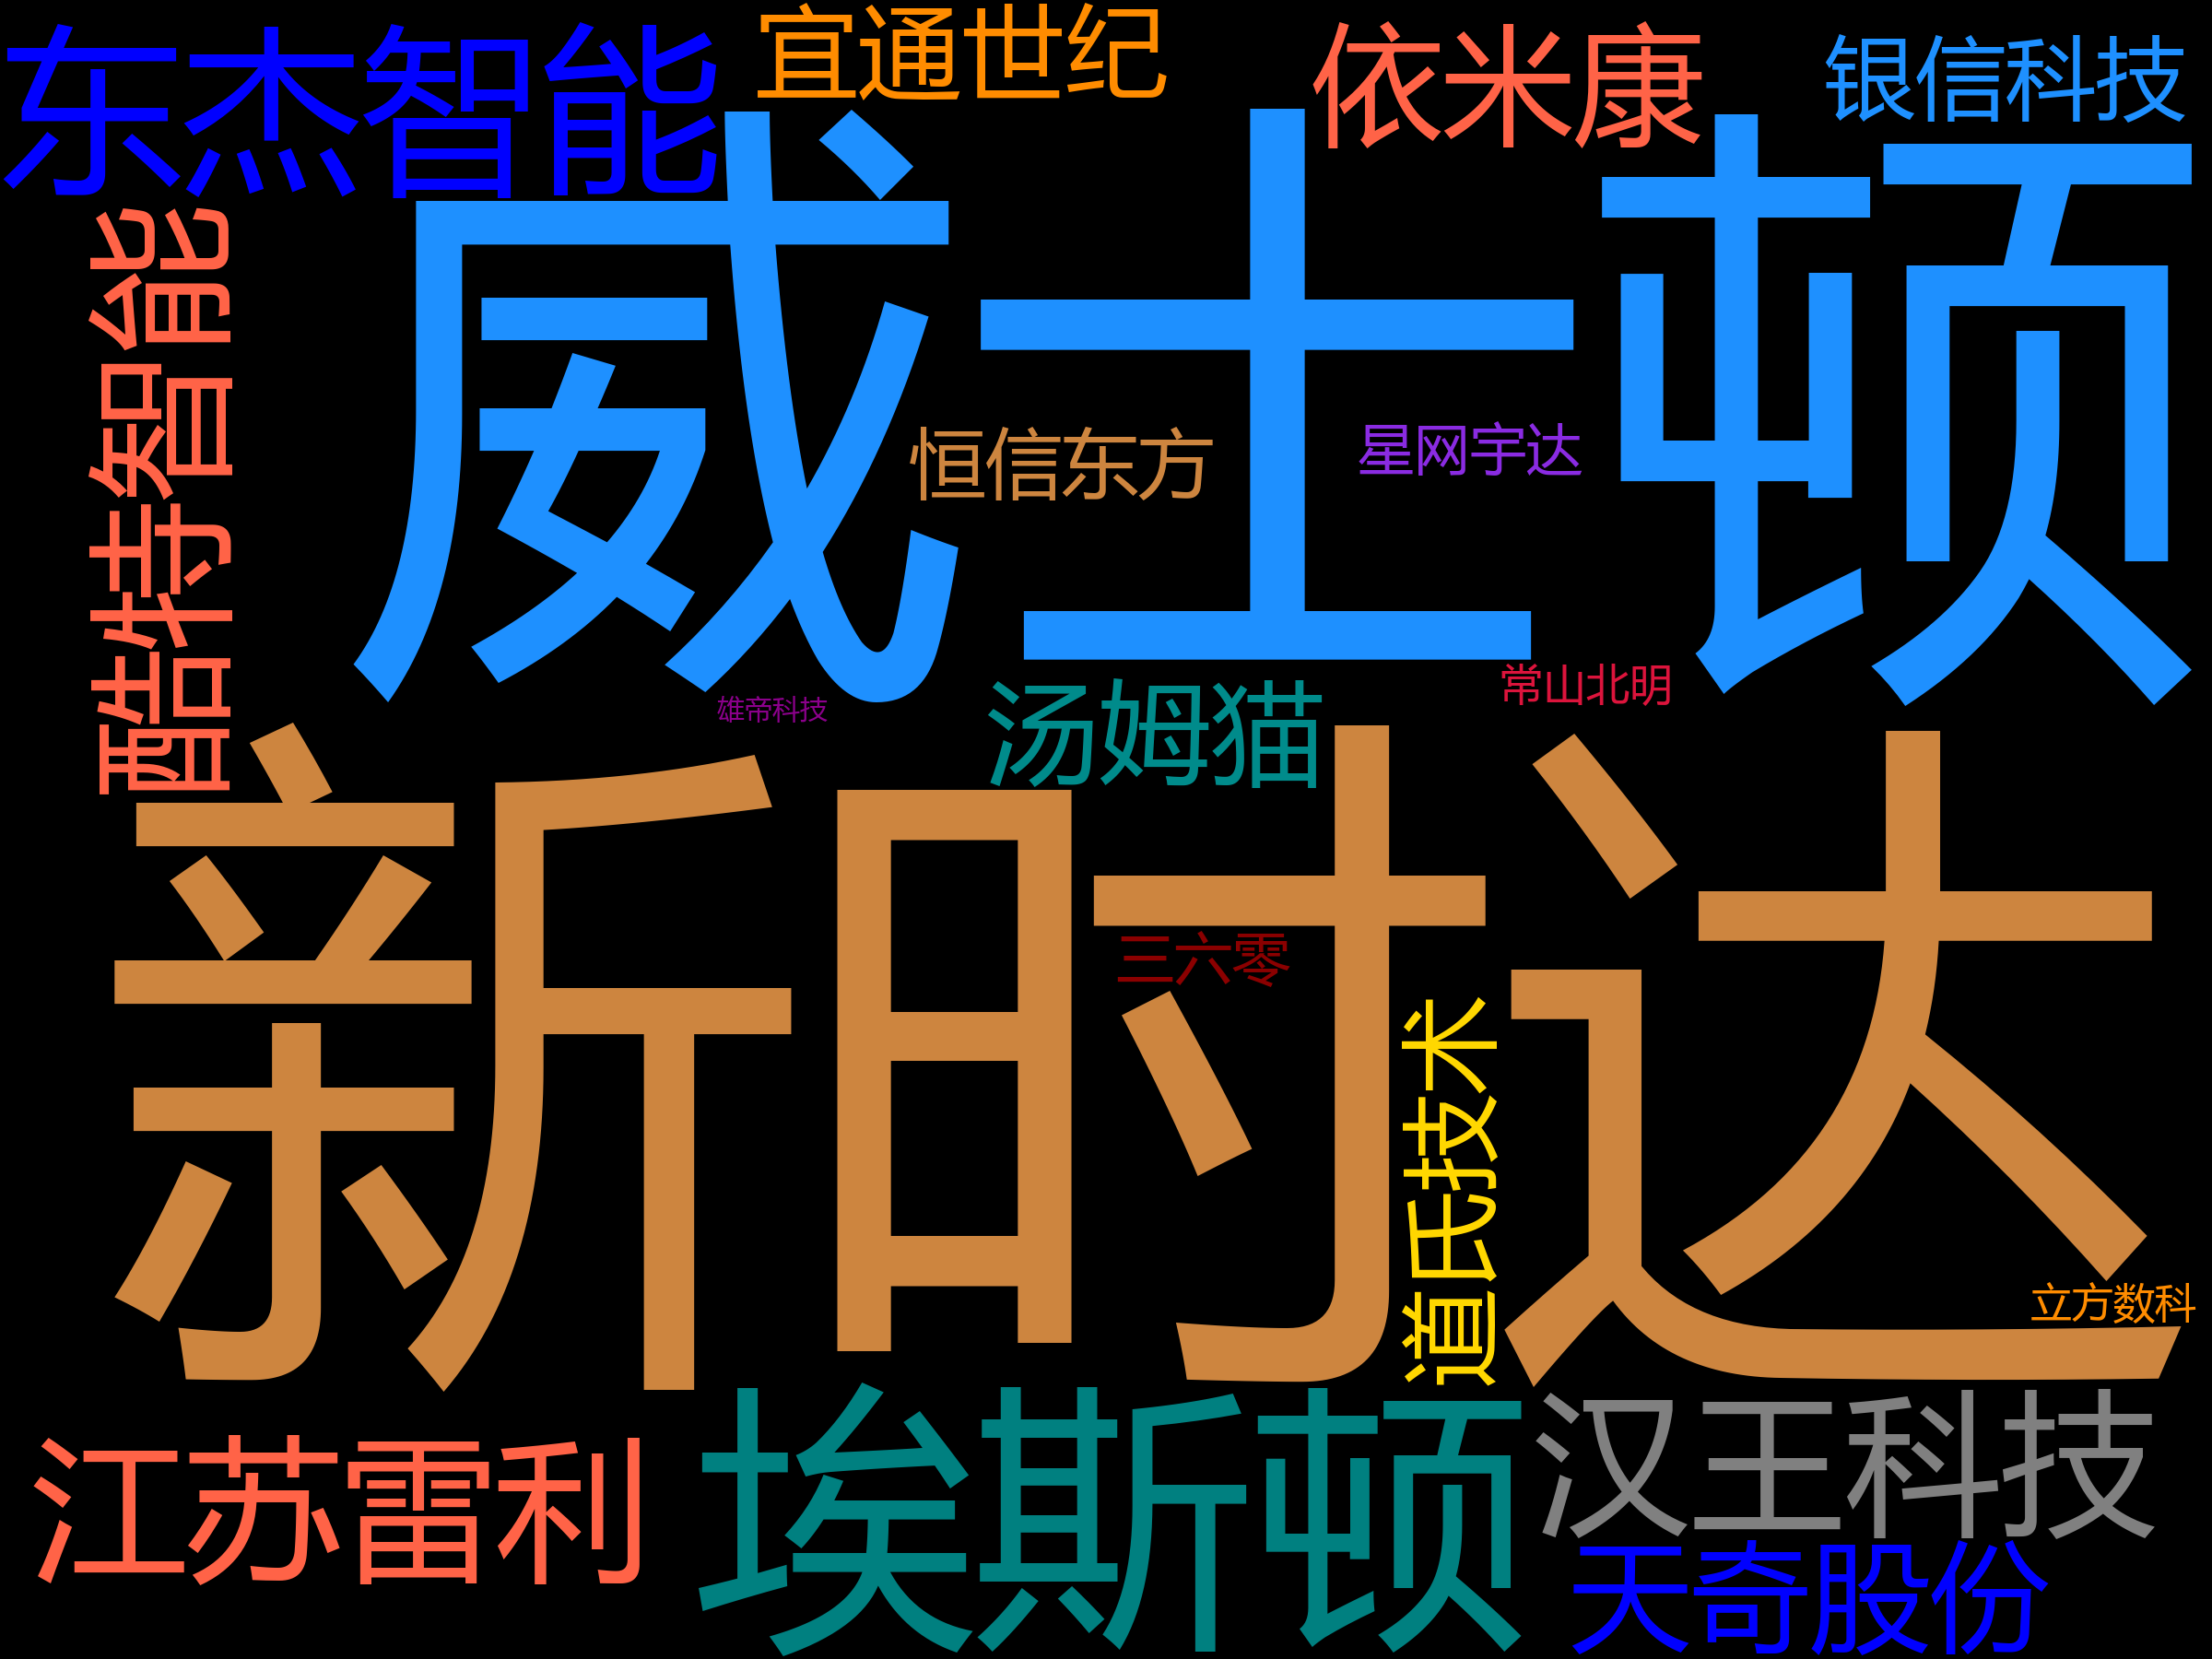 东杰智能
宜通世纪
依米康
银信科技
威士顿
哲特智能
恒信东方
星网宇达
常山北明
雄帝科技
汤姆猫
新时达
三六零
道氏技术
立方数科
江苏雷利
埃斯顿
汉王科技
天奇股份